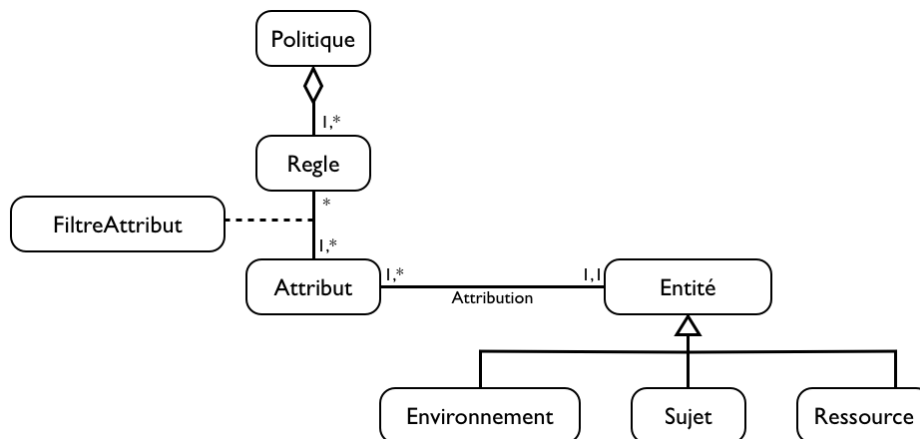 Politique
1,*
Regle
*
FiltreAttribut
1,*
Attribut
1,*
Attribution
1,1
Entité
Environnement
Sujet
Ressource